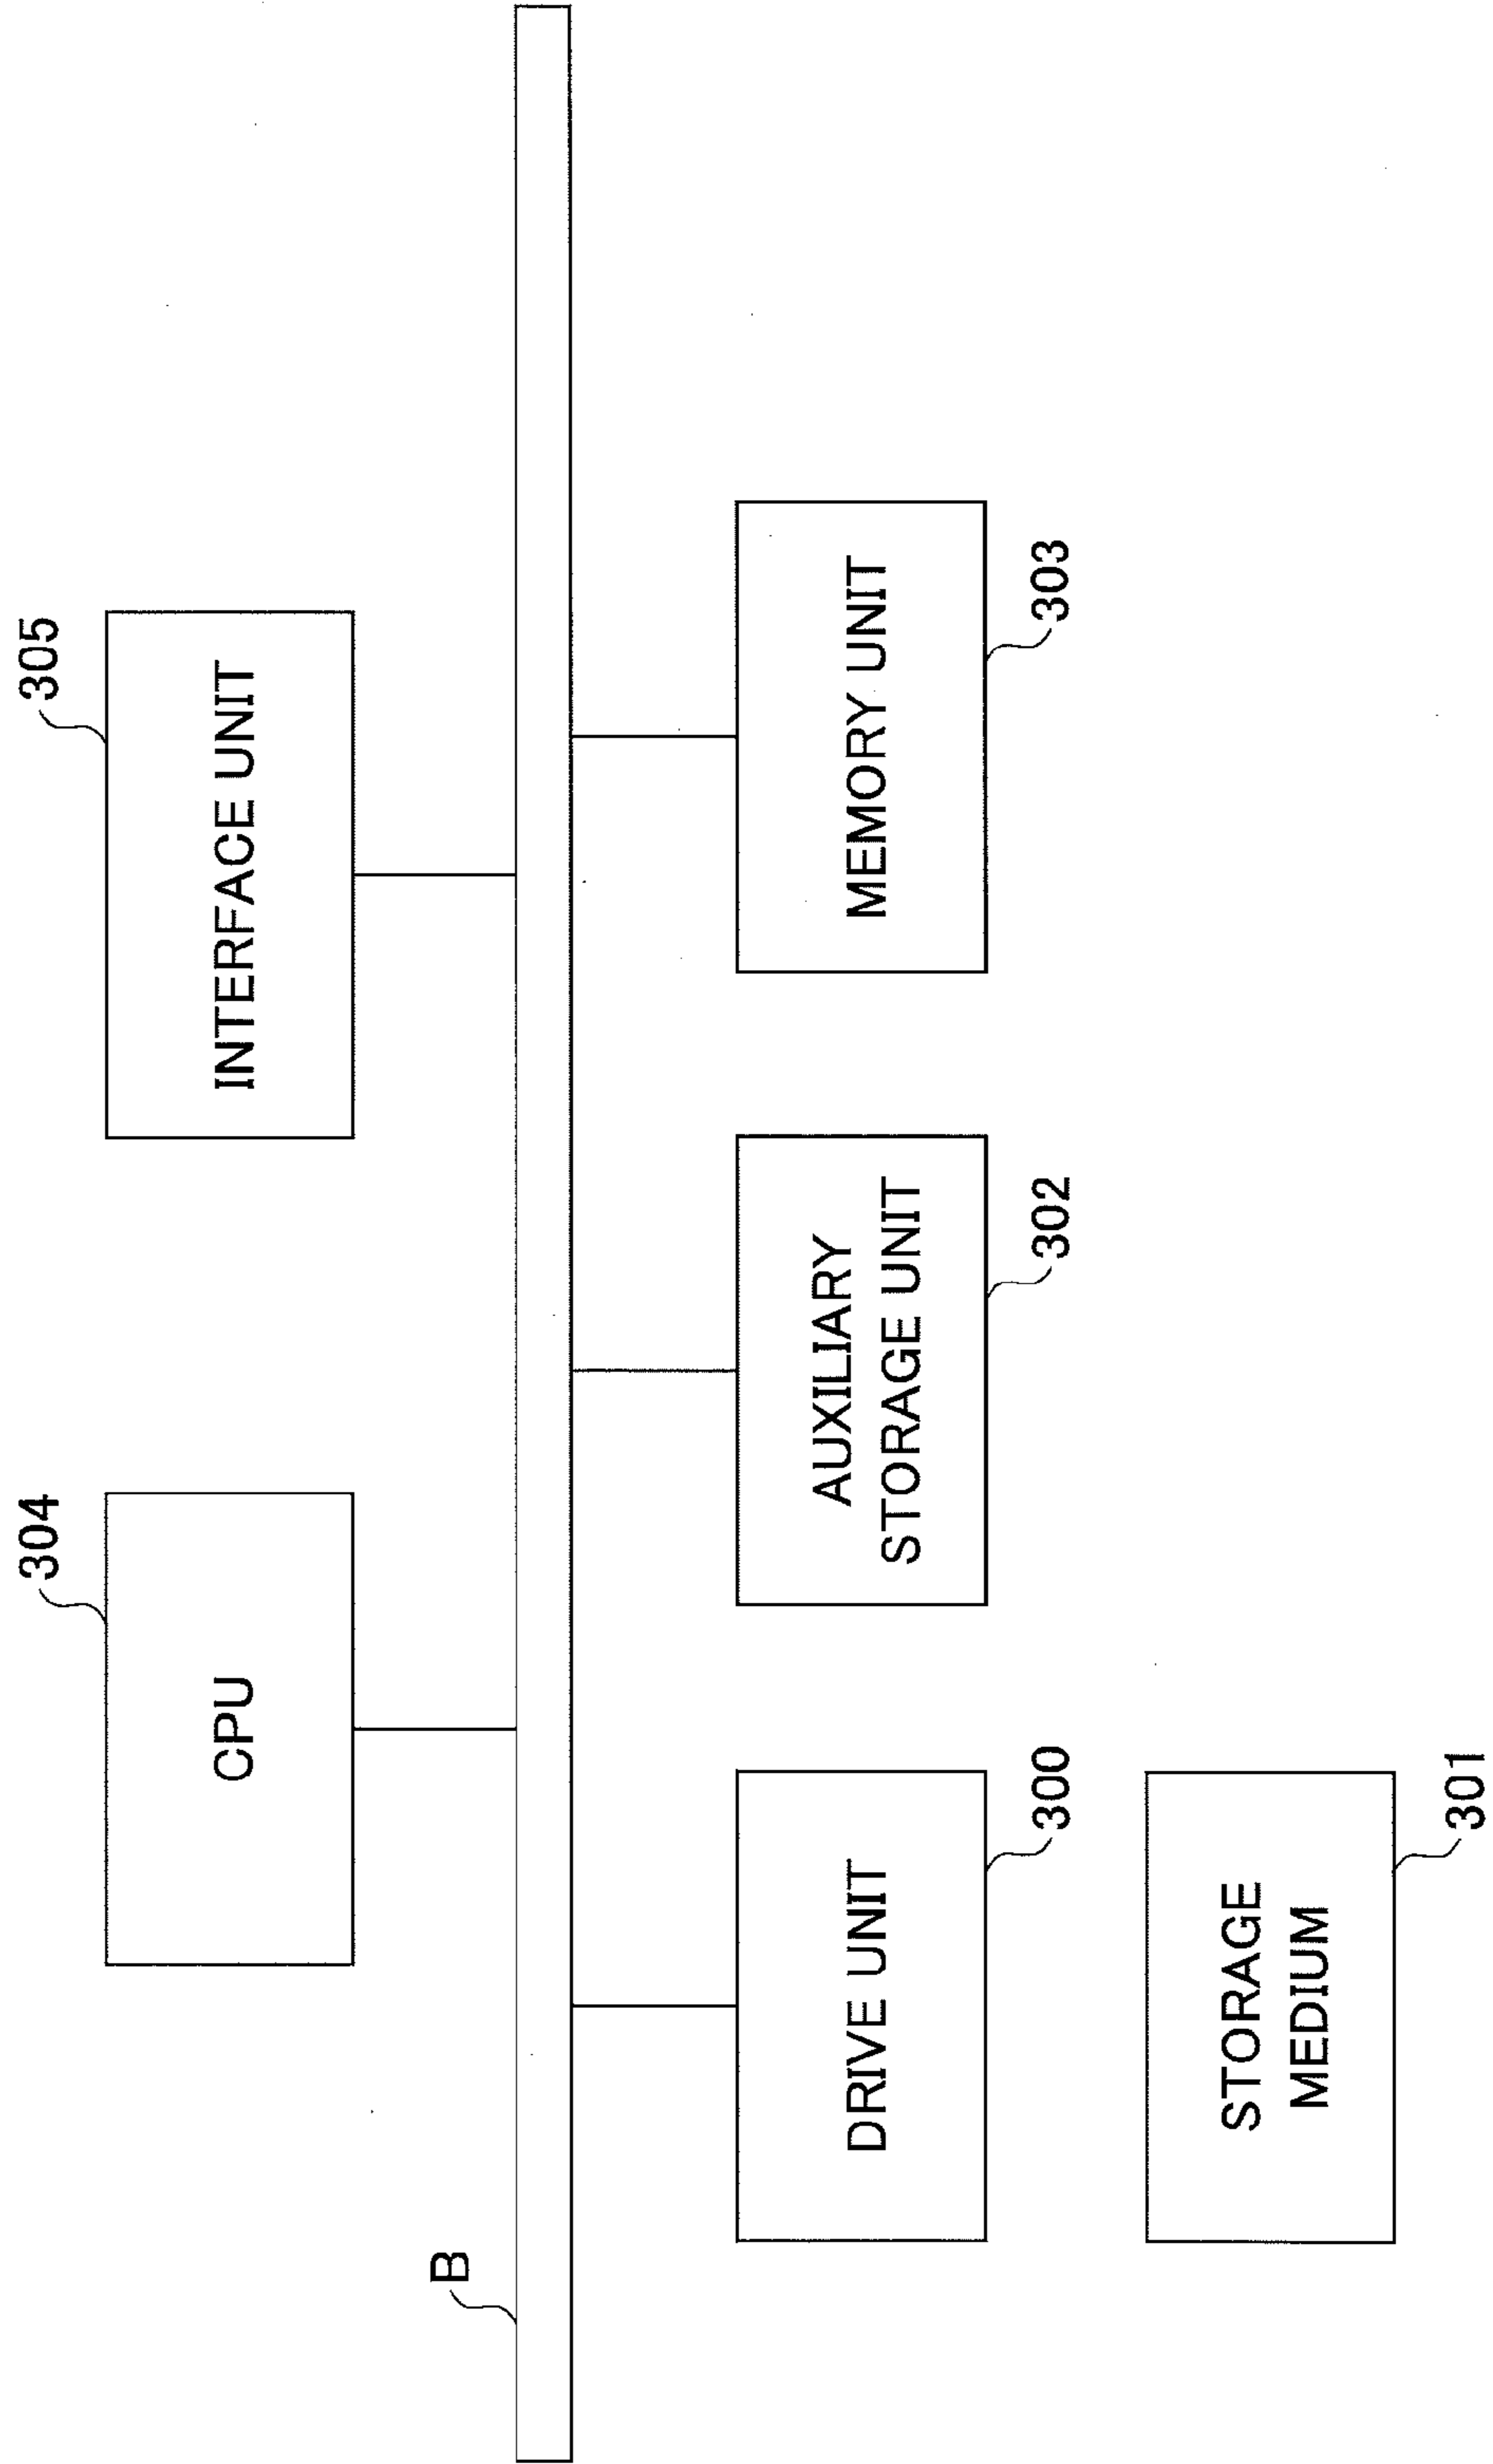 304
CPU
305
INTERFACE UNIT
B
DRIVE UNIT
300
AUXILIARY
STORAGE UNIT
302
MEMORY UNIT
303
STORAGE
MEDIUM
301